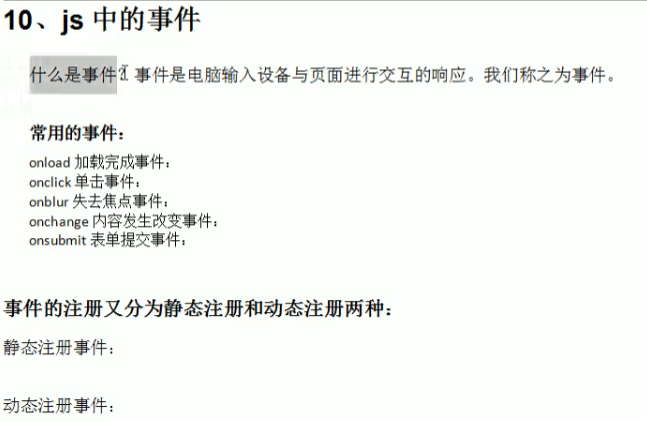 10、js 中的事件
什么是事件？事件是电脑输入设备与页面进行交互的响应。我们称之为事件。
常用的事件：
onload 加载完成事件：
onclick 单击事件：
onblur 失去焦点事件：
onchange 内容发生改变事件：
onsubmit 表单提交事件：
事件的注册又分为静态注册和动态注册两种：
静态注册事件：
动态注册事件：